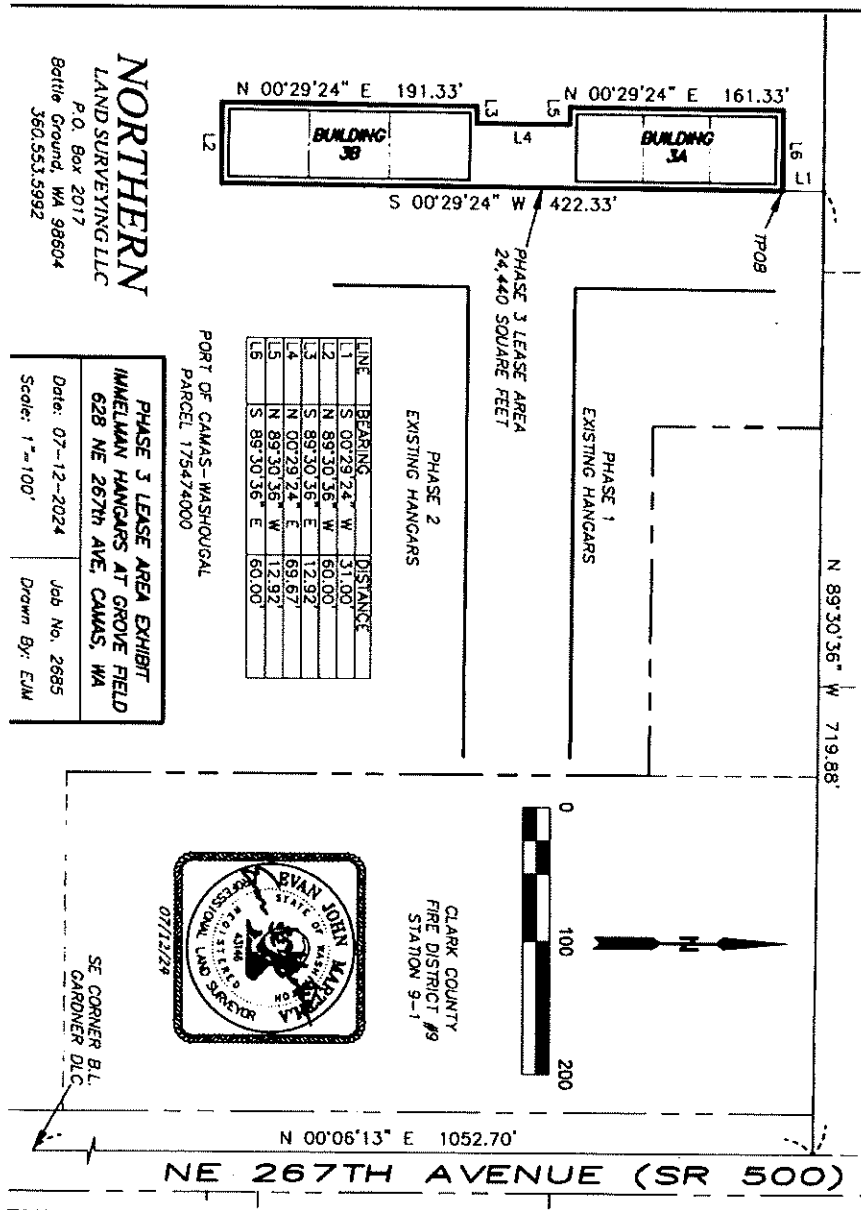 N 89°30'36" W 719.88'
L1
L6
N 00°29'24" E 161.33'
BUILDING
3A
L5
L4
L3
N 00°29'24" E 191.33'
BUILDING
3B
L2
S 00°29'24" W 422.33'
TPOB
PHASE 3 LEASE AREA
24,440 SQUARE FEET
PHASE 1
EXISTING HANGARS
PHASE 2
EXISTING HANGARS
LINE BEARING DISTANCE
L1 S 00°29'24" W 31.00'
L2 N 89°30'36" W 60.00'
L3 S 89°30'36" E 12.92'
L4 N 00°29'24" E 69.67'
L5 N 89°30'36" W 12.92'
L6 S 89°30'36" E 60.00'
PORT OF CAMAS-WASHOUGAL
PARCEL 175474000
0 100 200
N
CLARK COUNTY
FIRE DISTRICT #9
STATION 9-1
EVAN JOHN MARTTILA
STATE OF WASHINGTON
43146
REGISTERED
PROFESSIONAL LAND SURVEYOR
07/12/24
SE CORNER B.L.
GARDNER DLC
N 00°06'13" E 1052.70'
NE 267TH AVENUE (SR 500)
NORTHERN
LAND SURVEYING LLC
P.O. Box 2017
Battle Ground, WA 98604
360.553.5992
PHASE 3 LEASE AREA EXHIBIT
IMMELMAN HANGARS AT GROVE FIELD
628 NE 267th AVE, CAMAS, WA
Date: 07-12-2024
Job No. 2685
Scale: 1"=100'
Drawn By: EJM